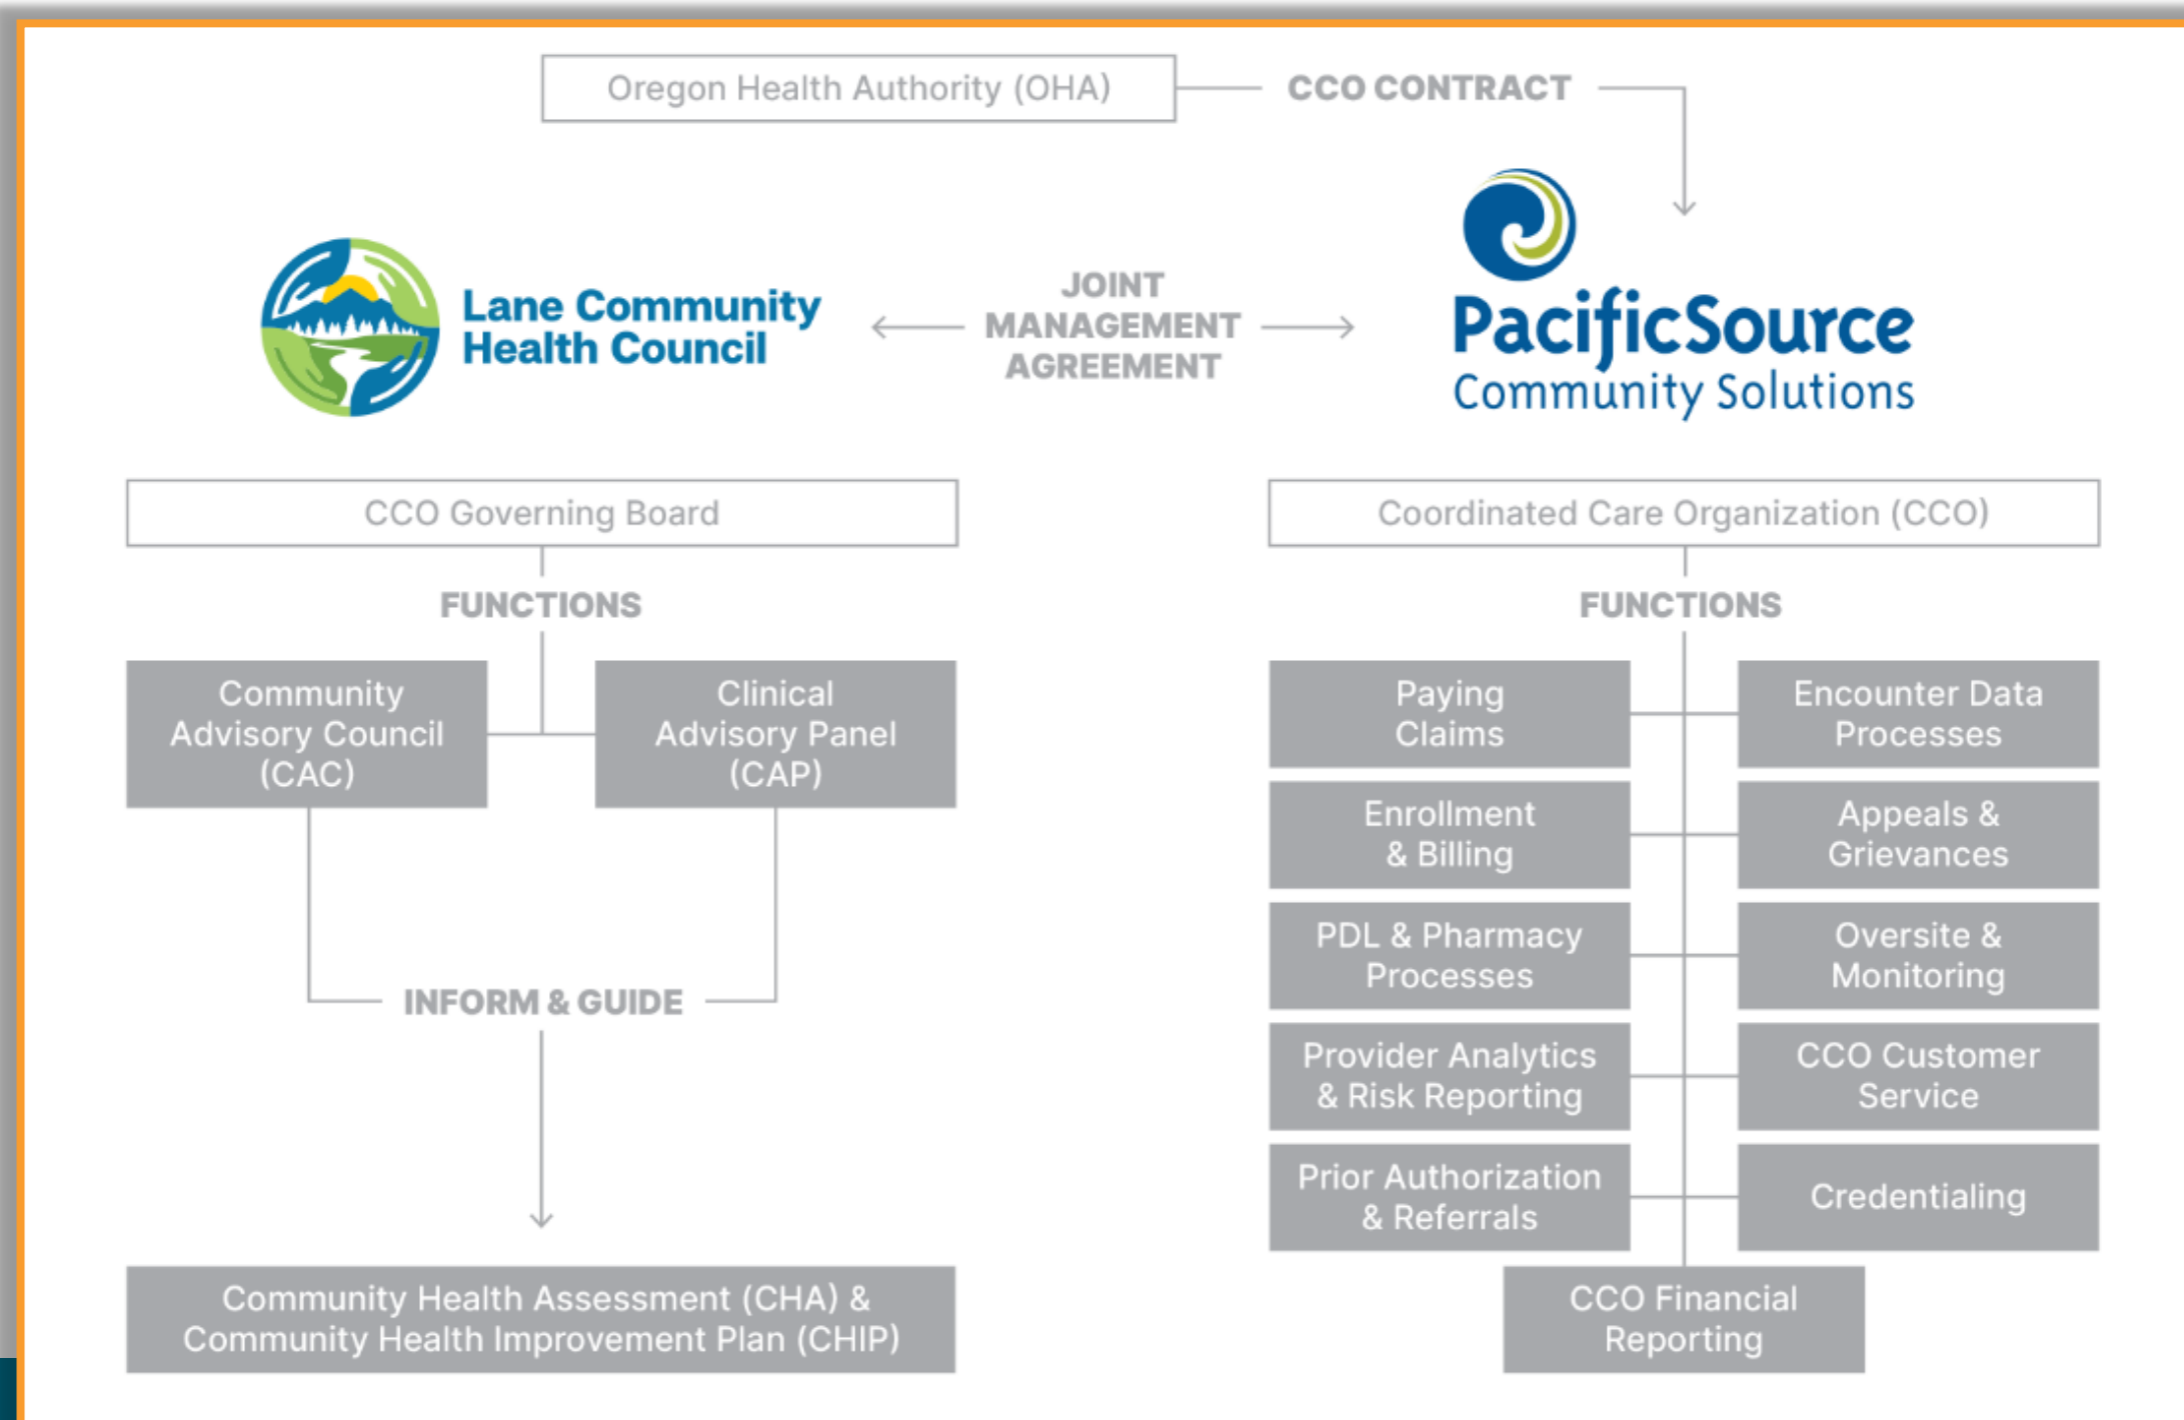 Oregon Health Authority (OHA)
CCO CONTRACT
Lane Community
Health Council
JOINT
MANAGEMENT
AGREEMENT
PacificSource
Community Solutions
CCO Governing Board
FUNCTIONS
Community
Advisory Council
(CAC)
Clinical
Advisory Panel
(CAP)
INFORM & GUIDE
Community Health Assessment (CHA) &
Community Health Improvement Plan (CHIP)
Coordinated Care Organization (CCO)
FUNCTIONS
Paying
Claims
Encounter Data
Processes
Enrollment
& Billing
Appeals &
Grievances
PDL & Pharmacy
Processes
Oversite &
Monitoring
Provider Analytics
& Risk Reporting
CCO Customer
Service
Prior Authorization
& Referrals
Credentialing
CCO Financial
Reporting